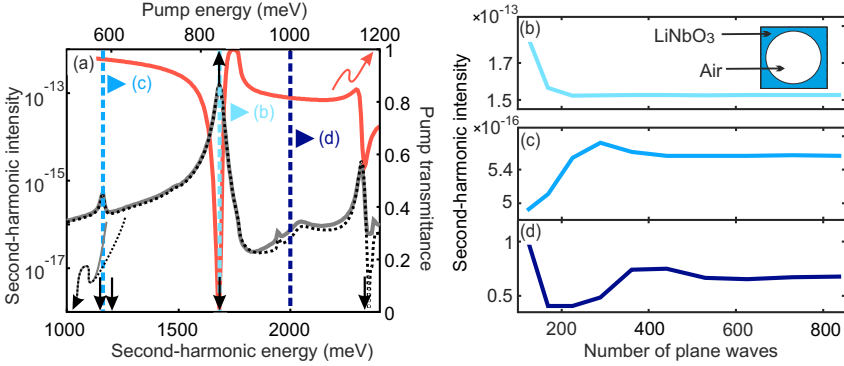 Pump energy (meV)
600 800 1000 1200
(a)
(c)
(b)
(d)
10⁻¹³
10⁻¹⁵
10⁻¹⁷
Second-harmonic intensity
1
0.8
0.6
0.4
0.2
0
Pump transmittance
1000 1500 2000
Second-harmonic energy (meV)
×10⁻¹³
(b)
1.7
1.5
LiNbO₃
Air
×10⁻¹⁶
(c)
5.4
5
(d)
1
0.5
Second-harmonic intensity
200 400 600 800
Number of plane waves